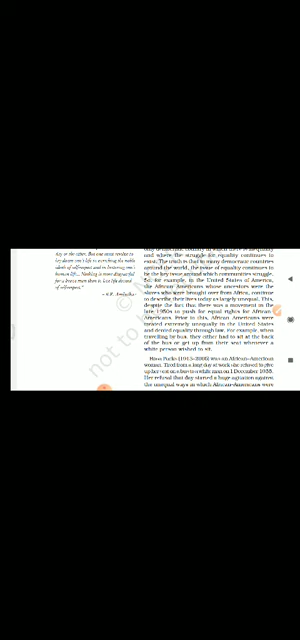 day or the other. But one must resolve to
lay down one's life in enriching the noble
ideals of self-respect and in bettering one's
human life... Nothing is more disgraceful
for a brave man than to live life devoid
of self-respect."
– B.R. Ambedkar
only democratic country in which there is inequality
and where the struggle for equality continues to
exist. The truth is that in many democratic countries
around the world, the issue of equality continues to
be the key issue around which communities struggle.
So, for example, in the United States of America,
the African-Americans whose ancestors were the
slaves who were brought over from Africa, continue
to describe their lives today as largely unequal. This,
despite the fact that there was a movement in the
late 1950s to push for equal rights for African-
Americans. Prior to this, African-Americans were
treated extremely unequally in the United States
and denied equality through law. For example, when
travelling by bus, they either had to sit at the back
of the bus or get up from their seat whenever a
white person wished to sit.
Rosa Parks (1913–2005) was an African-American
woman. Tired from a long day at work she refused to give
up her seat on a bus to a white man on 1 December 1955.
Her refusal that day started a huge agitation against
the unequal ways in which African-Americans were
©
not to